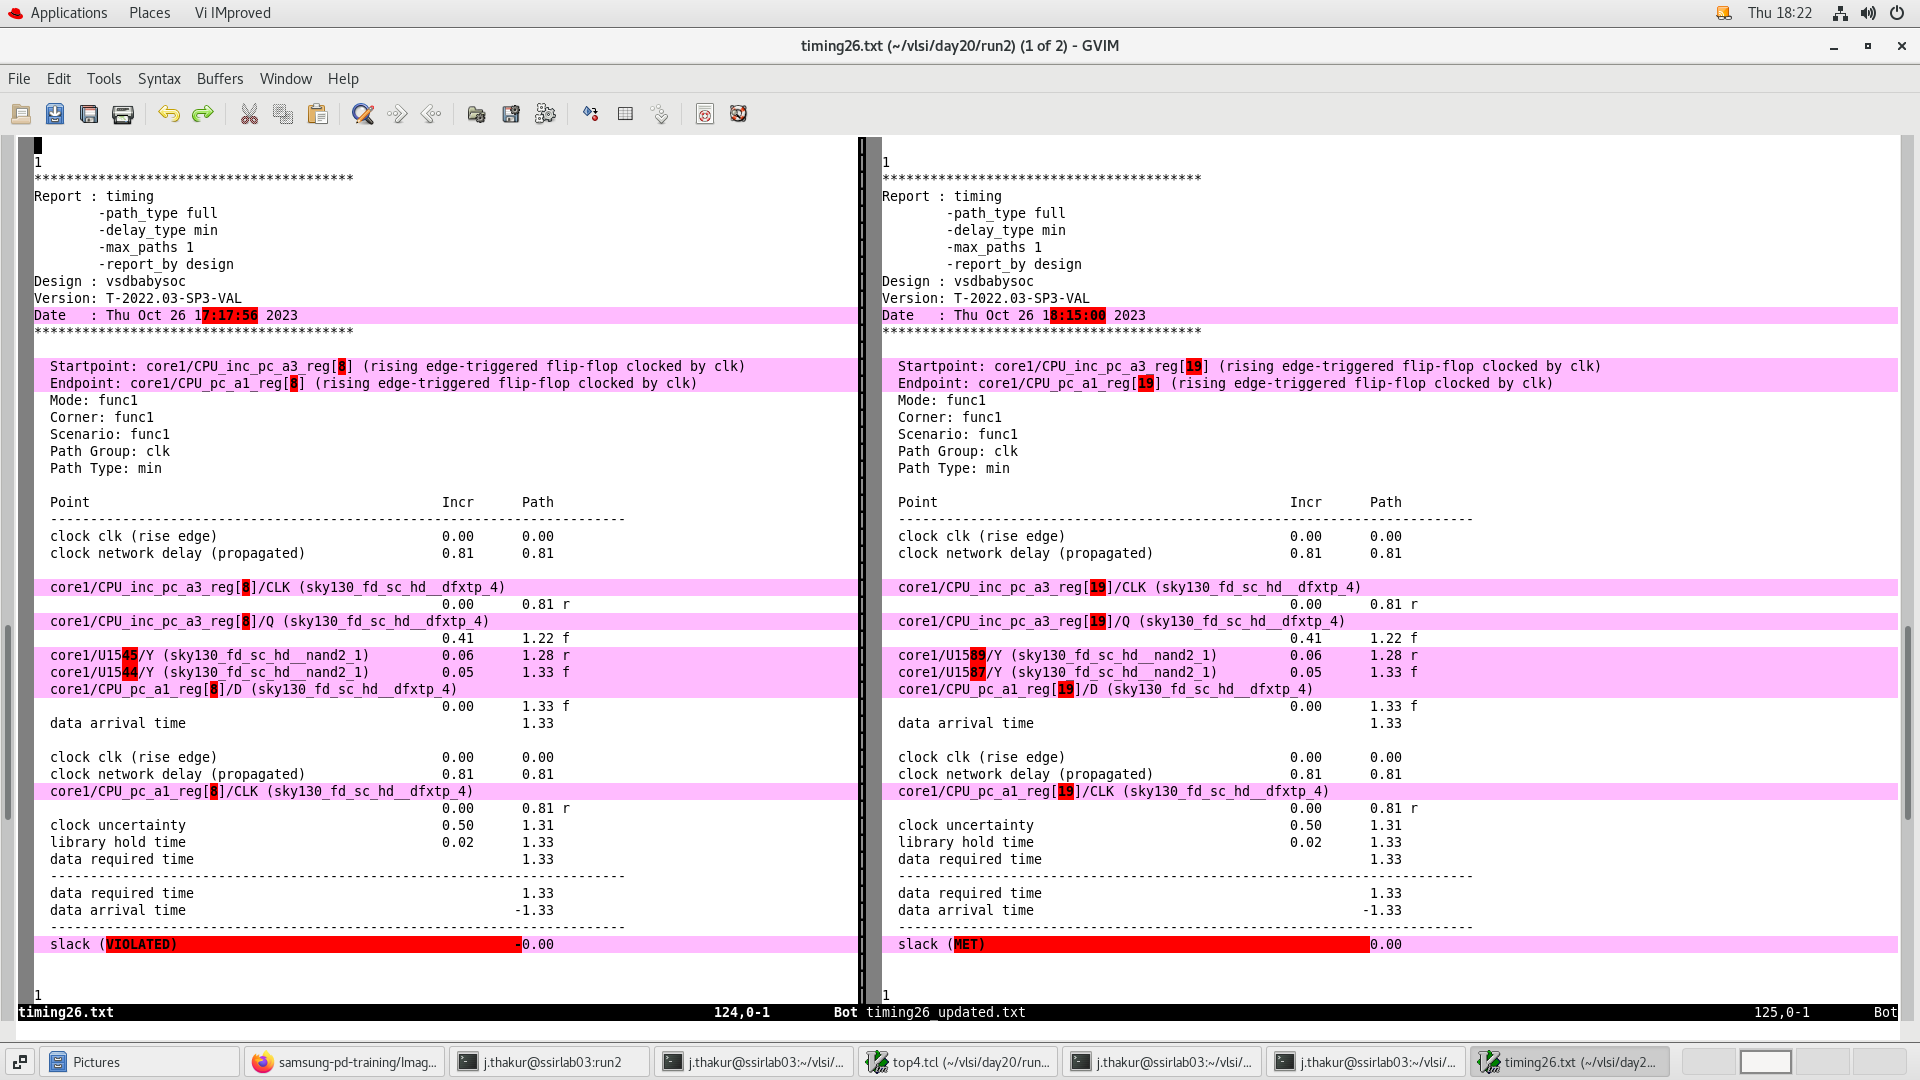 Applications Places Vi IMproved Thu 18:22
timing26.txt (~/vlsi/day20/run2) (1 of 2) - GVIM
File Edit Tools Syntax Buffers Window Help
1
****************************************
Report : timing
        -path_type full
        -delay_type min
        -max_paths 1
        -report_by design
Design : vsdbabysoc
Version: T-2022.03-SP3-VAL
Date   : Thu Oct 26 17:17:56 2023
****************************************
  Startpoint: core1/CPU_inc_pc_a3_reg[8] (rising edge-triggered flip-flop clocked by clk)
  Endpoint: core1/CPU_pc_a1_reg[8] (rising edge-triggered flip-flop clocked by clk)
  Mode: func1
  Corner: func1
  Scenario: func1
  Path Group: clk
  Path Type: min
  Point                                            Incr      Path
  ------------------------------------------------------------------------
  clock clk (rise edge)                            0.00      0.00
  clock network delay (propagated)                 0.81      0.81
  core1/CPU_inc_pc_a3_reg[8]/CLK (sky130_fd_sc_hd__dfxtp_4)
                                                   0.00      0.81 r
  core1/CPU_inc_pc_a3_reg[8]/Q (sky130_fd_sc_hd__dfxtp_4)
                                                   0.41      1.22 f
  core1/U1545/Y (sky130_fd_sc_hd__nand2_1)         0.06      1.28 r
  core1/U1544/Y (sky130_fd_sc_hd__nand2_1)         0.05      1.33 f
  core1/CPU_pc_a1_reg[8]/D (sky130_fd_sc_hd__dfxtp_4)
                                                   0.00      1.33 f
  data arrival time                                          1.33
  clock clk (rise edge)                            0.00      0.00
  clock network delay (propagated)                 0.81      0.81
  core1/CPU_pc_a1_reg[8]/CLK (sky130_fd_sc_hd__dfxtp_4)
                                                   0.00      0.81 r
  clock uncertainty                                0.50      1.31
  library hold time                                0.02      1.33
  data required time                                         1.33
  ------------------------------------------------------------------------
  data required time                                         1.33
  data arrival time                                         -1.33
  ------------------------------------------------------------------------
  slack (VIOLATED)                                          -0.00
1
timing26.txt 124,0-1 Bot
1
****************************************
Report : timing
        -path_type full
        -delay_type min
        -max_paths 1
        -report_by design
Design : vsdbabysoc
Version: T-2022.03-SP3-VAL
Date   : Thu Oct 26 18:15:00 2023
****************************************
  Startpoint: core1/CPU_inc_pc_a3_reg[19] (rising edge-triggered flip-flop clocked by clk)
  Endpoint: core1/CPU_pc_a1_reg[19] (rising edge-triggered flip-flop clocked by clk)
  Mode: func1
  Corner: func1
  Scenario: func1
  Path Group: clk
  Path Type: min
  Point                                            Incr      Path
  ------------------------------------------------------------------------
  clock clk (rise edge)                            0.00      0.00
  clock network delay (propagated)                 0.81      0.81
  core1/CPU_inc_pc_a3_reg[19]/CLK (sky130_fd_sc_hd__dfxtp_4)
                                                   0.00      0.81 r
  core1/CPU_inc_pc_a3_reg[19]/Q (sky130_fd_sc_hd__dfxtp_4)
                                                   0.41      1.22 f
  core1/U1589/Y (sky130_fd_sc_hd__nand2_1)         0.06      1.28 r
  core1/U1587/Y (sky130_fd_sc_hd__nand2_1)         0.05      1.33 f
  core1/CPU_pc_a1_reg[19]/D (sky130_fd_sc_hd__dfxtp_4)
                                                   0.00      1.33 f
  data arrival time                                          1.33
  clock clk (rise edge)                            0.00      0.00
  clock network delay (propagated)                 0.81      0.81
  core1/CPU_pc_a1_reg[19]/CLK (sky130_fd_sc_hd__dfxtp_4)
                                                   0.00      0.81 r
  clock uncertainty                                0.50      1.31
  library hold time                                0.02      1.33
  data required time                                         1.33
  ------------------------------------------------------------------------
  data required time                                         1.33
  data arrival time                                         -1.33
  ------------------------------------------------------------------------
  slack (MET)                                                0.00
1
timing26_updated.txt 125,0-1 Bot
Pictures samsung-pd-training/Imag... j.thakur@ssirlab03:run2 j.thakur@ssirlab03:~/vlsi/... top4.tcl (~/vlsi/day20/run... j.thakur@ssirlab03:~/vlsi/... j.thakur@ssirlab03:~/vlsi/... timing26.txt (~/vlsi/day2...